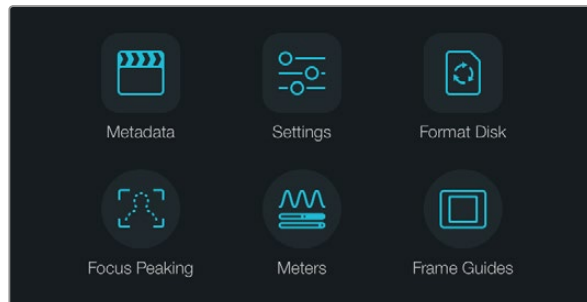 Metadata
Settings
Format Disk
Focus Peaking
Meters
Frame Guides